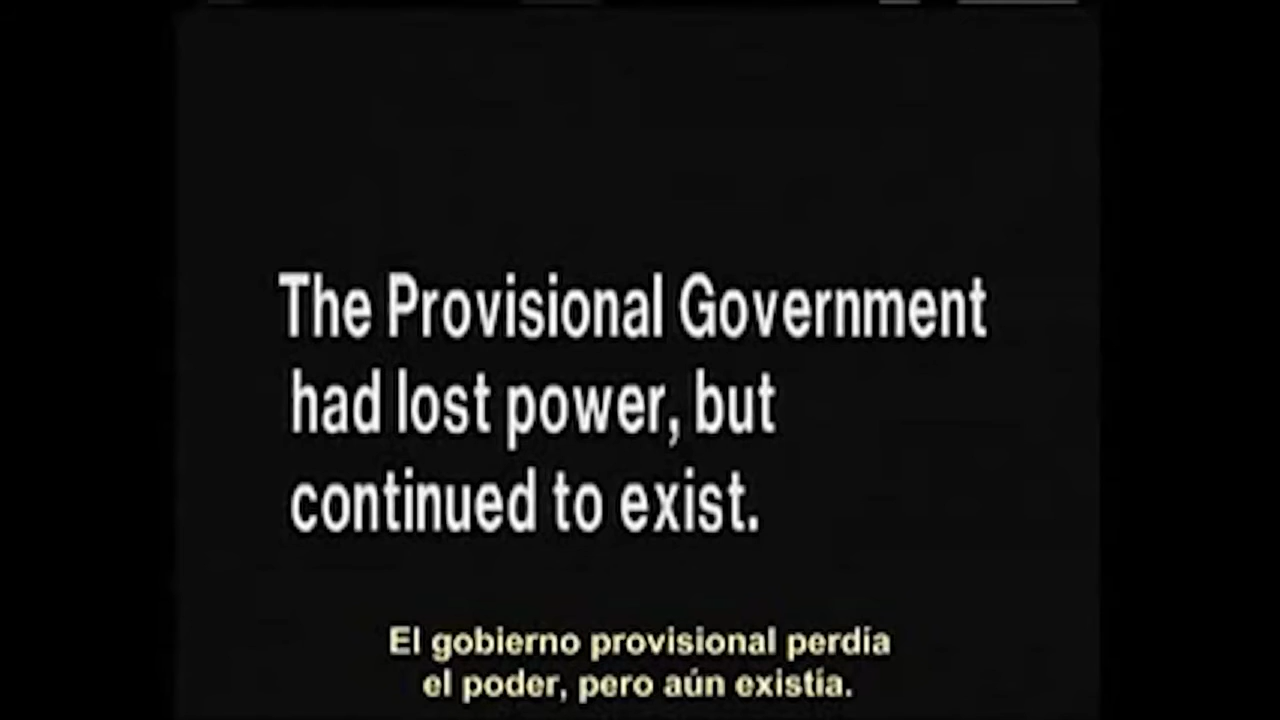 The Provisional Government
had lost power, but
continued to exist.
El gobierno provisional perdía
el poder, pero aún existía.